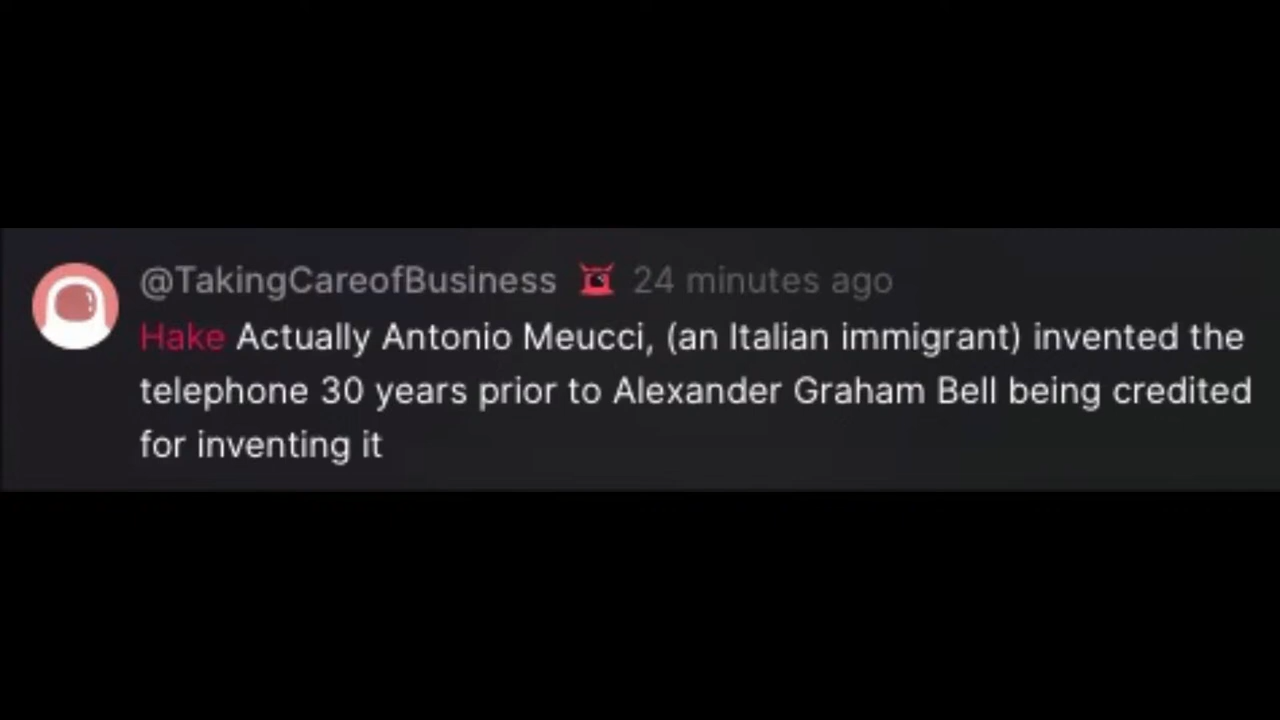 @TakingCareofBusiness 24 minutes ago
Hake Actually Antonio Meucci, (an Italian immigrant) invented the
telephone 30 years prior to Alexander Graham Bell being credited
for inventing it